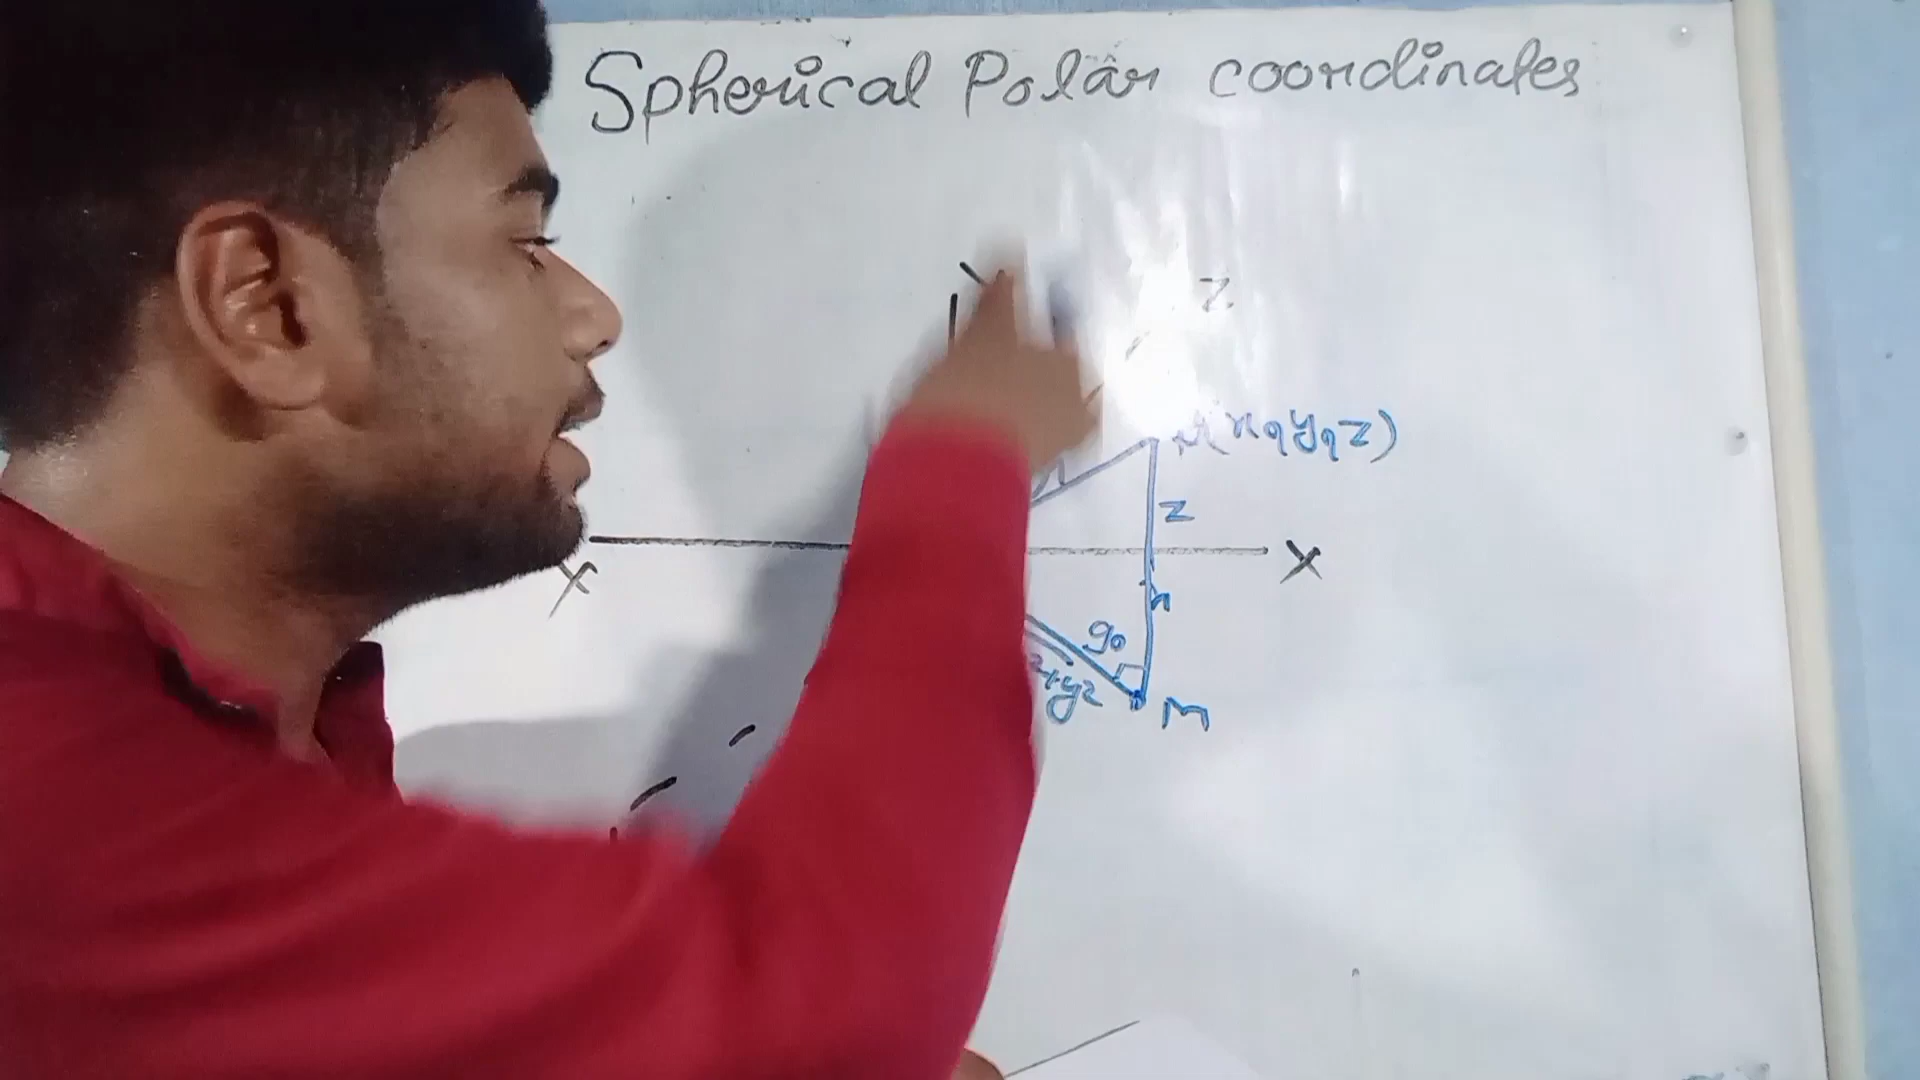 Spherical Polar coordinates
Z
(x, y, z)
z
X
X
90
M